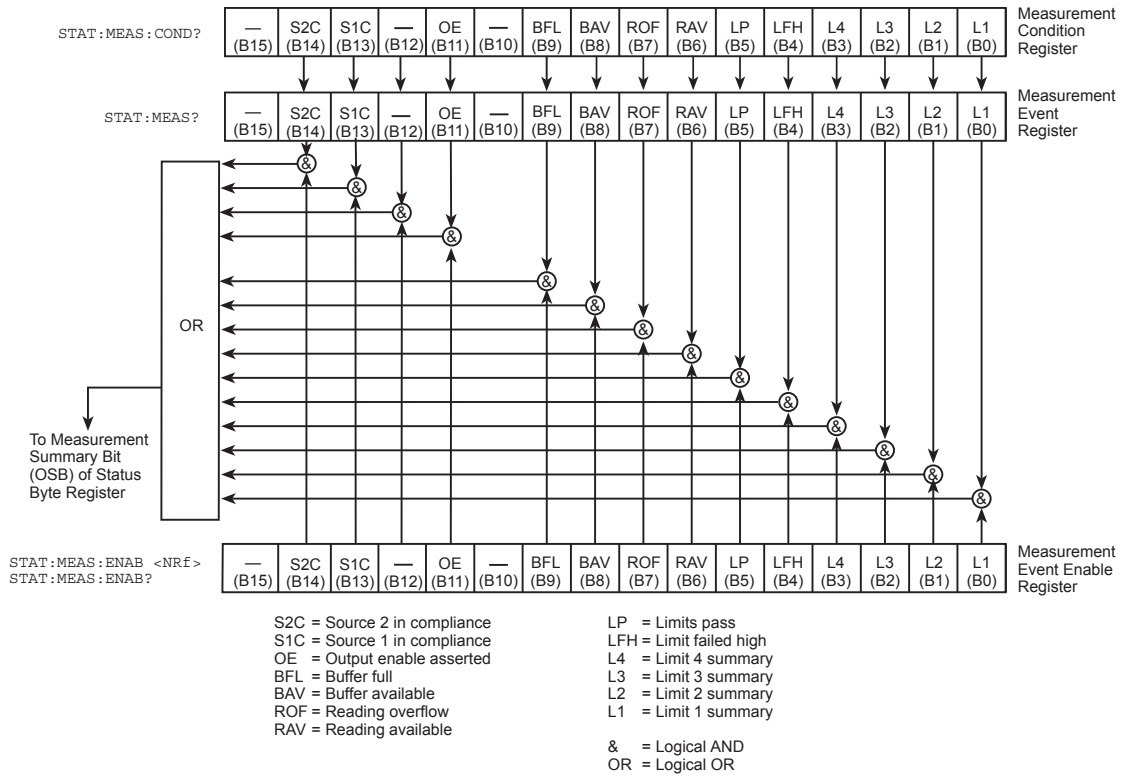 STAT:MEAS:COND?
— S2C S1C — OE — BFL BAV ROF RAV LP LFH L4 L3 L2 L1
(B15) (B14) (B13) (B12) (B11) (B10) (B9) (B8) (B7) (B6) (B5) (B4) (B3) (B2) (B1) (B0)
Measurement
Condition
Register
STAT:MEAS?
— S2C S1C — OE — BFL BAV ROF RAV LP LFH L4 L3 L2 L1
(B15) (B14) (B13) (B12) (B11) (B10) (B9) (B8) (B7) (B6) (B5) (B4) (B3) (B2) (B1) (B0)
Measurement
Event
Register
&
&
&
&
&
&
&
&
&
&
&
&
&
&
OR
To Measurement
Summary Bit
(OSB) of Status
Byte Register
STAT:MEAS:ENAB <NRf>
STAT:MEAS:ENAB?
— S2C S1C — OE — BFL BAV ROF RAV LP LFH L4 L3 L2 L1
(B15) (B14) (B13) (B12) (B11) (B10) (B9) (B8) (B7) (B6) (B5) (B4) (B3) (B2) (B1) (B0)
Measurement
Event Enable
Register
S2C = Source 2 in compliance
S1C = Source 1 in compliance
OE = Output enable asserted
BFL = Buffer full
BAV = Buffer available
ROF = Reading overflow
RAV = Reading available
LP = Limits pass
LFH = Limit failed high
L4 = Limit 4 summary
L3 = Limit 3 summary
L2 = Limit 2 summary
L1 = Limit 1 summary
& = Logical AND
OR = Logical OR